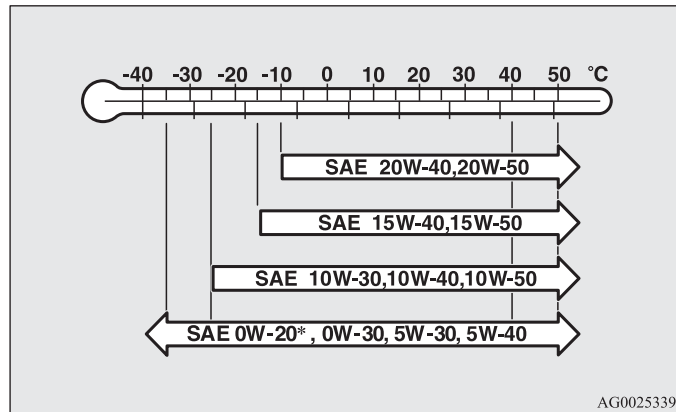 -40 -30 -20 -10 0 10 20 30 40 50 °C
SAE 20W-40,20W-50
SAE 15W-40,15W-50
SAE 10W-30,10W-40,10W-50
SAE 0W-20* , 0W-30, 5W-30, 5W-40
AG0025339